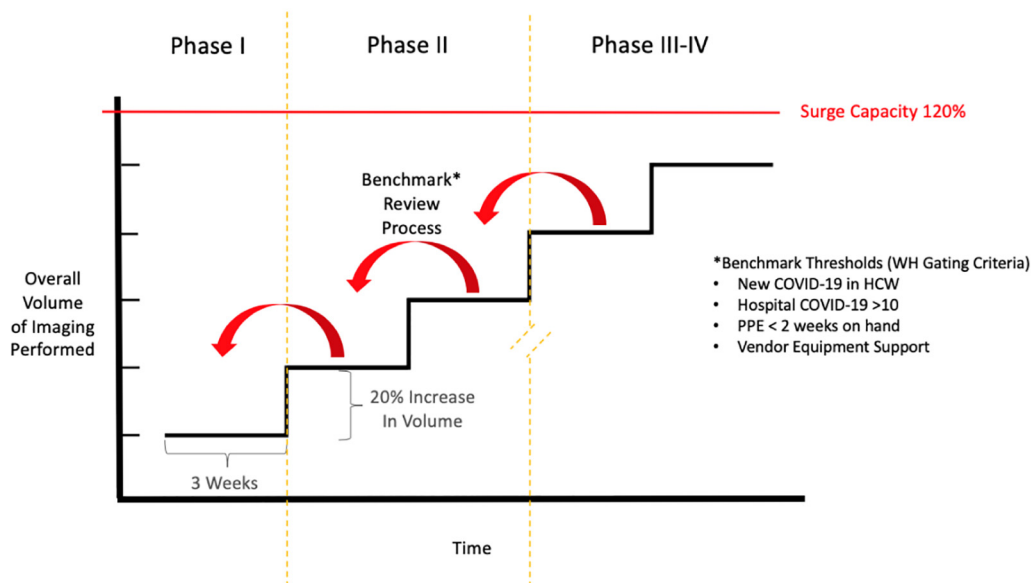 Phase I
Phase II
Phase III-IV
Surge Capacity 120%
Benchmark*
Review
Process
Overall
Volume
of Imaging
Performed
*Benchmark Thresholds (WH Gating Criteria)
• New COVID-19 in HCW
• Hospital COVID-19 >10
• PPE < 2 weeks on hand
• Vendor Equipment Support
20% Increase
In Volume
3 Weeks
Time